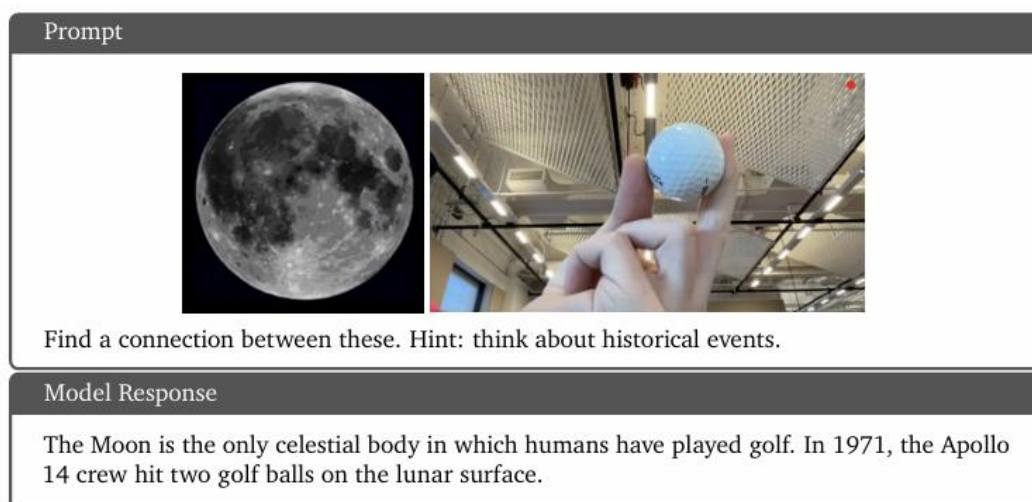 Prompt
Find a connection between these. Hint: think about historical events.
Model Response
The Moon is the only celestial body in which humans have played golf. In 1971, the Apollo
14 crew hit two golf balls on the lunar surface.